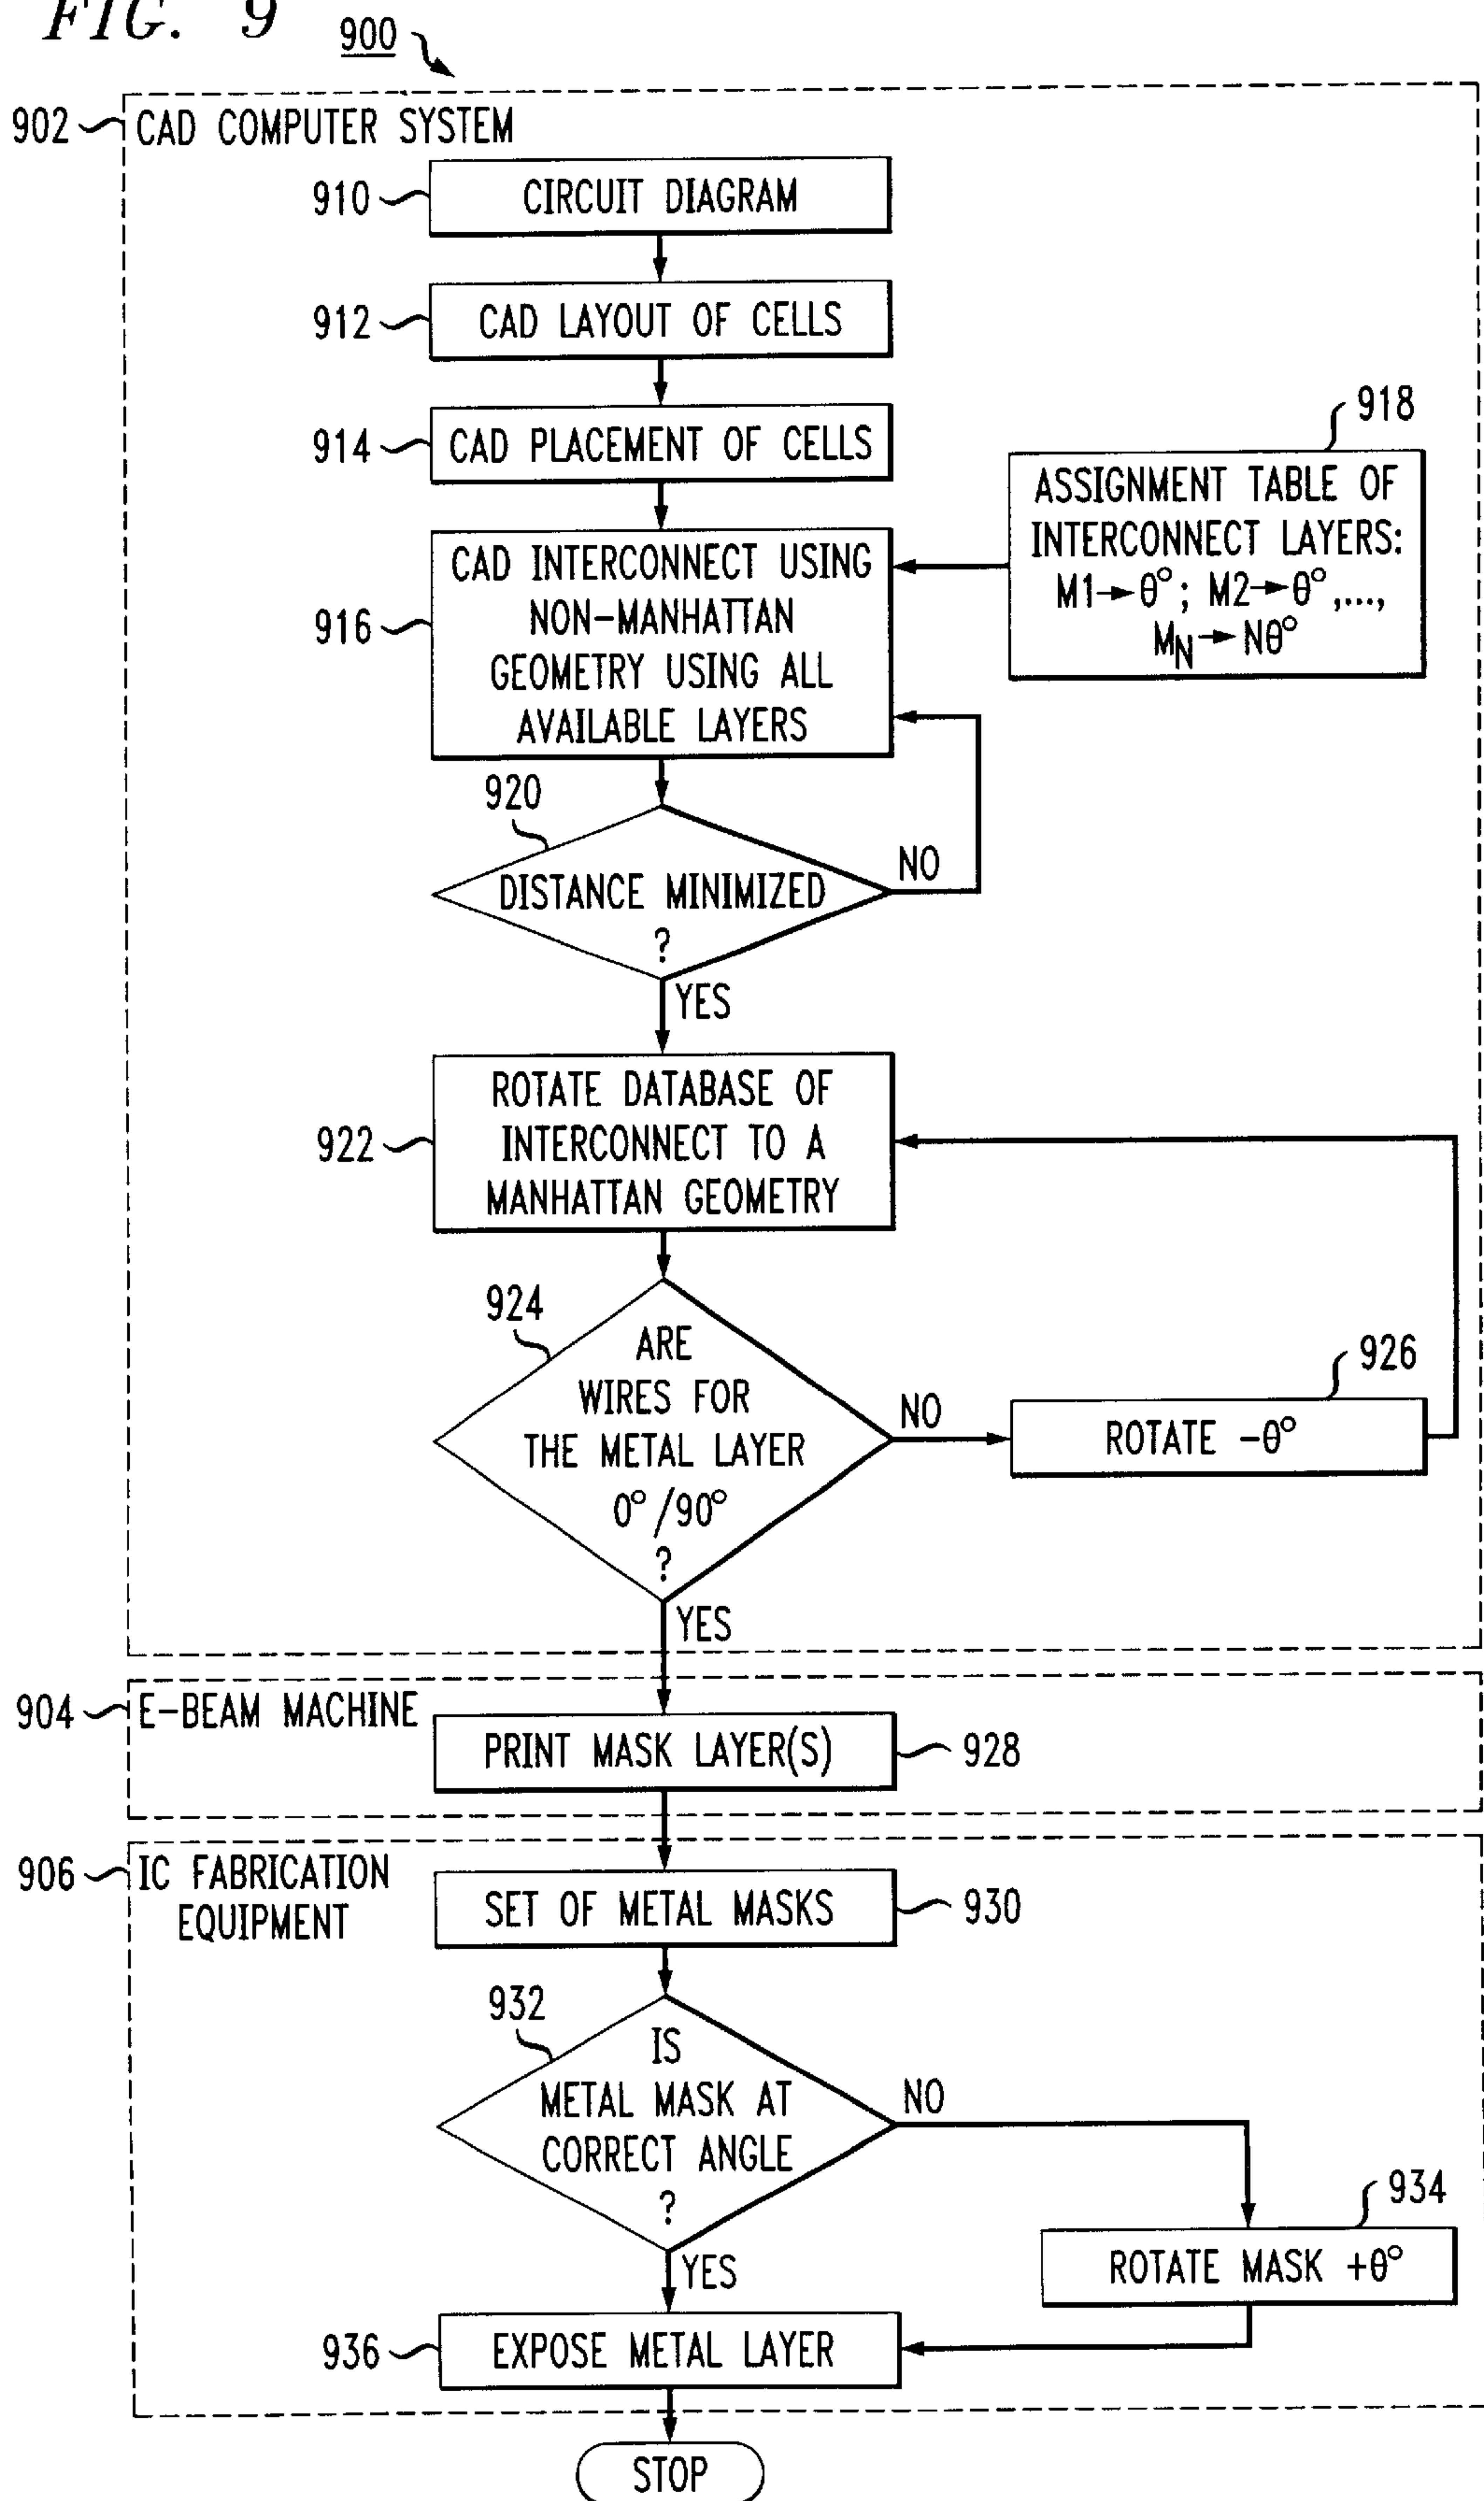 FIG. 9
900
902
CAD COMPUTER SYSTEM
910
CIRCUIT DIAGRAM
912
CAD LAYOUT OF CELLS
914
CAD PLACEMENT OF CELLS
918
ASSIGNMENT TABLE OF
INTERCONNECT LAYERS:
M1→θ°; M2→θ°,...,
MN→Nθ°
916
CAD INTERCONNECT USING
NON-MANHATTAN
GEOMETRY USING ALL
AVAILABLE LAYERS
920
DISTANCE MINIMIZED
?
NO
YES
922
ROTATE DATABASE OF
INTERCONNECT TO A
MANHATTAN GEOMETRY
924
ARE
WIRES FOR
THE METAL LAYER
0°/90°
?
NO
926
ROTATE -θ°
YES
904
E-BEAM MACHINE
PRINT MASK LAYER(S)
928
906
IC FABRICATION
EQUIPMENT
SET OF METAL MASKS
930
932
IS
METAL MASK AT
CORRECT ANGLE
?
NO
934
ROTATE MASK +θ°
YES
936
EXPOSE METAL LAYER
STOP